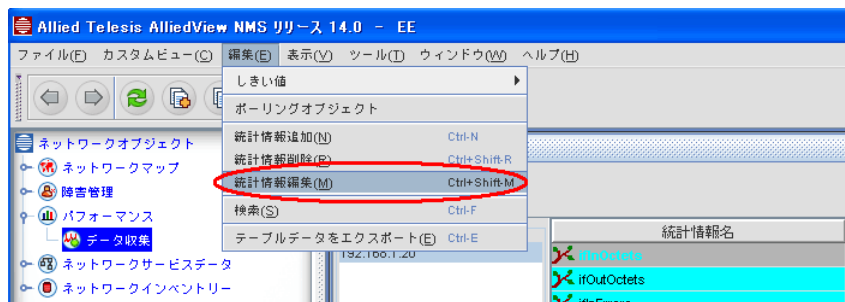 Allied Telesis AlliedView NMS リリース 14.0 - EE
ファイル(F) カスタムビュー(C) 編集(E) 表示(V) ツール(T) ウィンドウ(W) ヘルプ(H)
しきい値
ポーリングオブジェクト
統計情報追加(N) Ctrl-N
統計情報削除(R) Ctrl+Shift-R
統計情報編集(M) Ctrl+Shift-M
検索(S) Ctrl-F
テーブルデータをエクスポート(E) Ctrl-E
ネットワークオブジェクト
ネットワークマップ
障害管理
パフォーマンス
データ収集
ネットワークサービスデータ
ネットワークインベントリー
192.168.1.20
統計情報名
ifInOctets
ifOutOctets
ifInErrors